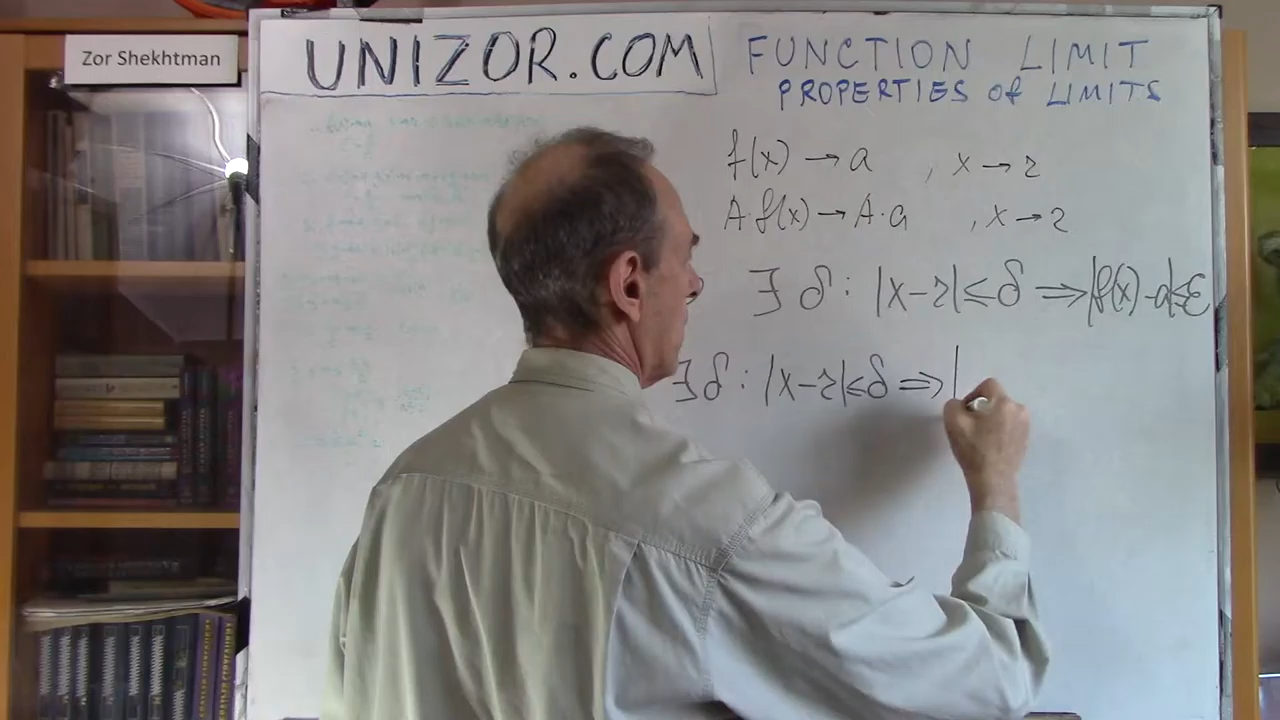 Zor Shekhtman
UNIZOR.COM
FUNCTION LIMIT
PROPERTIES of LIMITS
f(x) → a , x → r
A·f(x) → A·a , x → r
∃ δ : |x-r| ≤ δ ⟹ |f(x)-a| ≤ ε
∃ δ : |x-r| ≤ δ ⟹ |